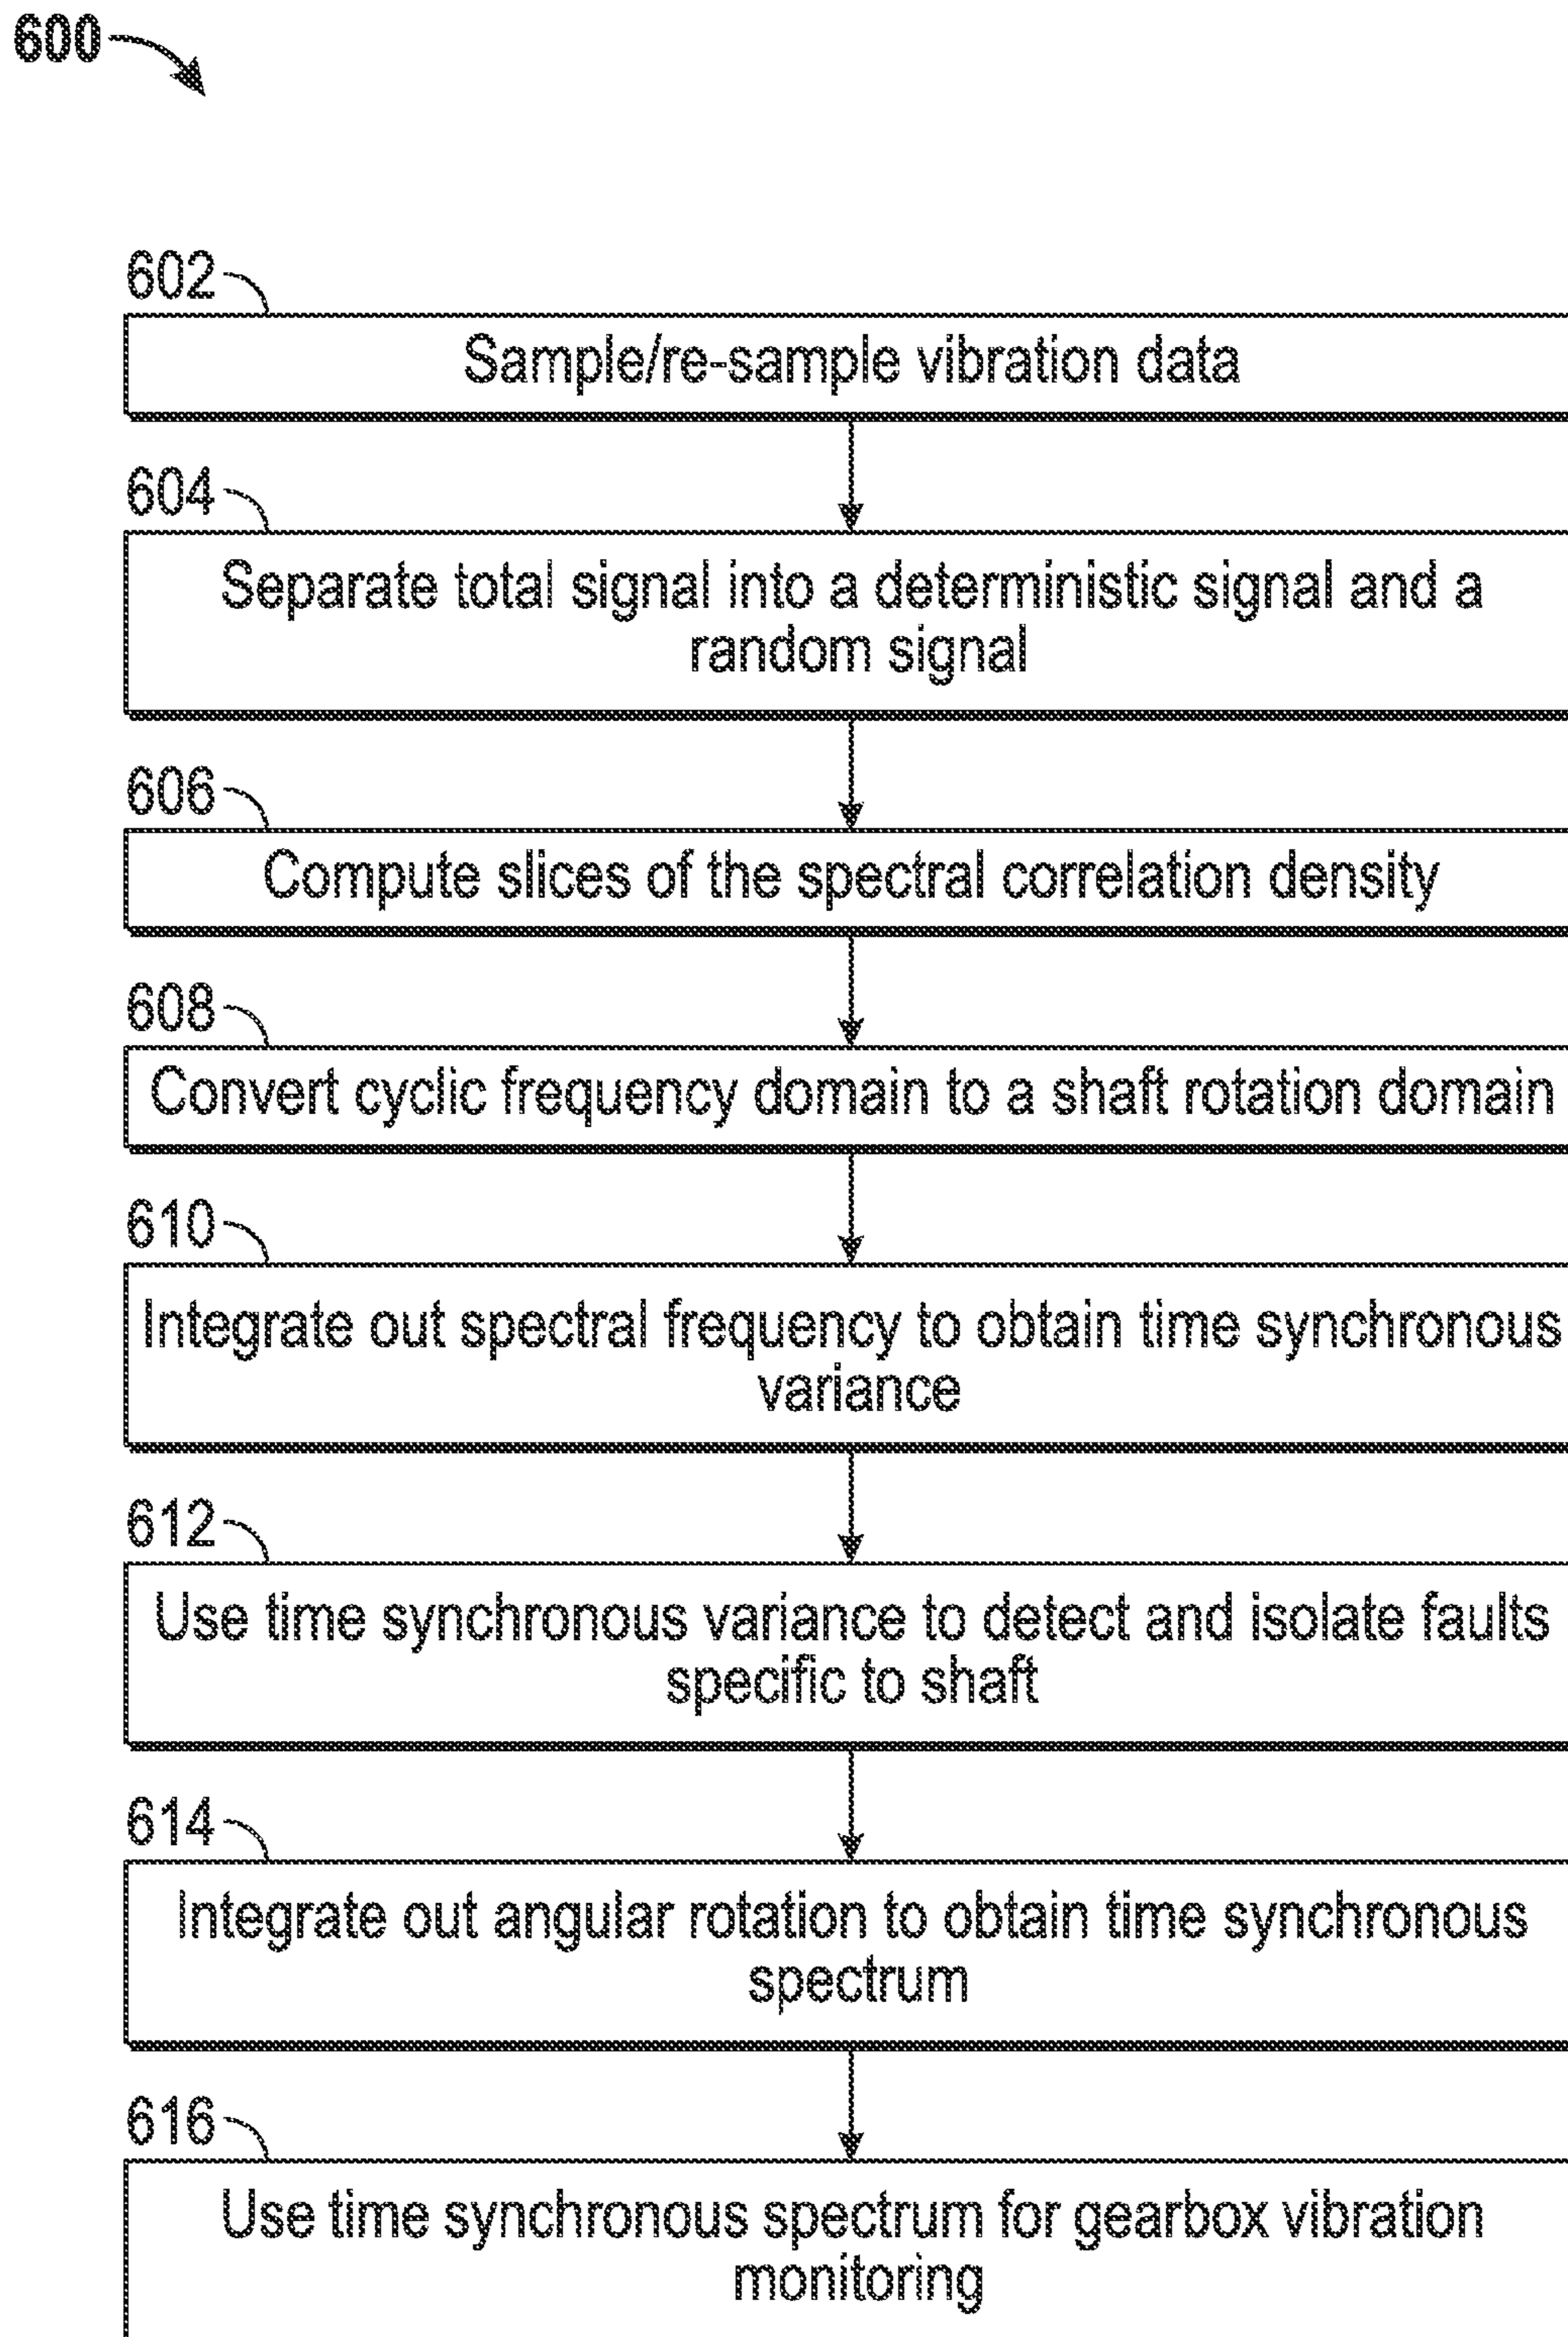 600
602
Sample/re-sample vibration data
604
Separate total signal into a deterministic signal and a
random signal
606
Compute slices of the spectral correlation density
608
Convert cyclic frequency domain to a shaft rotation domain
610
Integrate out spectral frequency to obtain time synchronous
variance
612
Use time synchronous variance to detect and isolate faults
specific to shaft
614
Integrate out angular rotation to obtain time synchronous
spectrum
616
Use time synchronous spectrum for gearbox vibration
monitoring